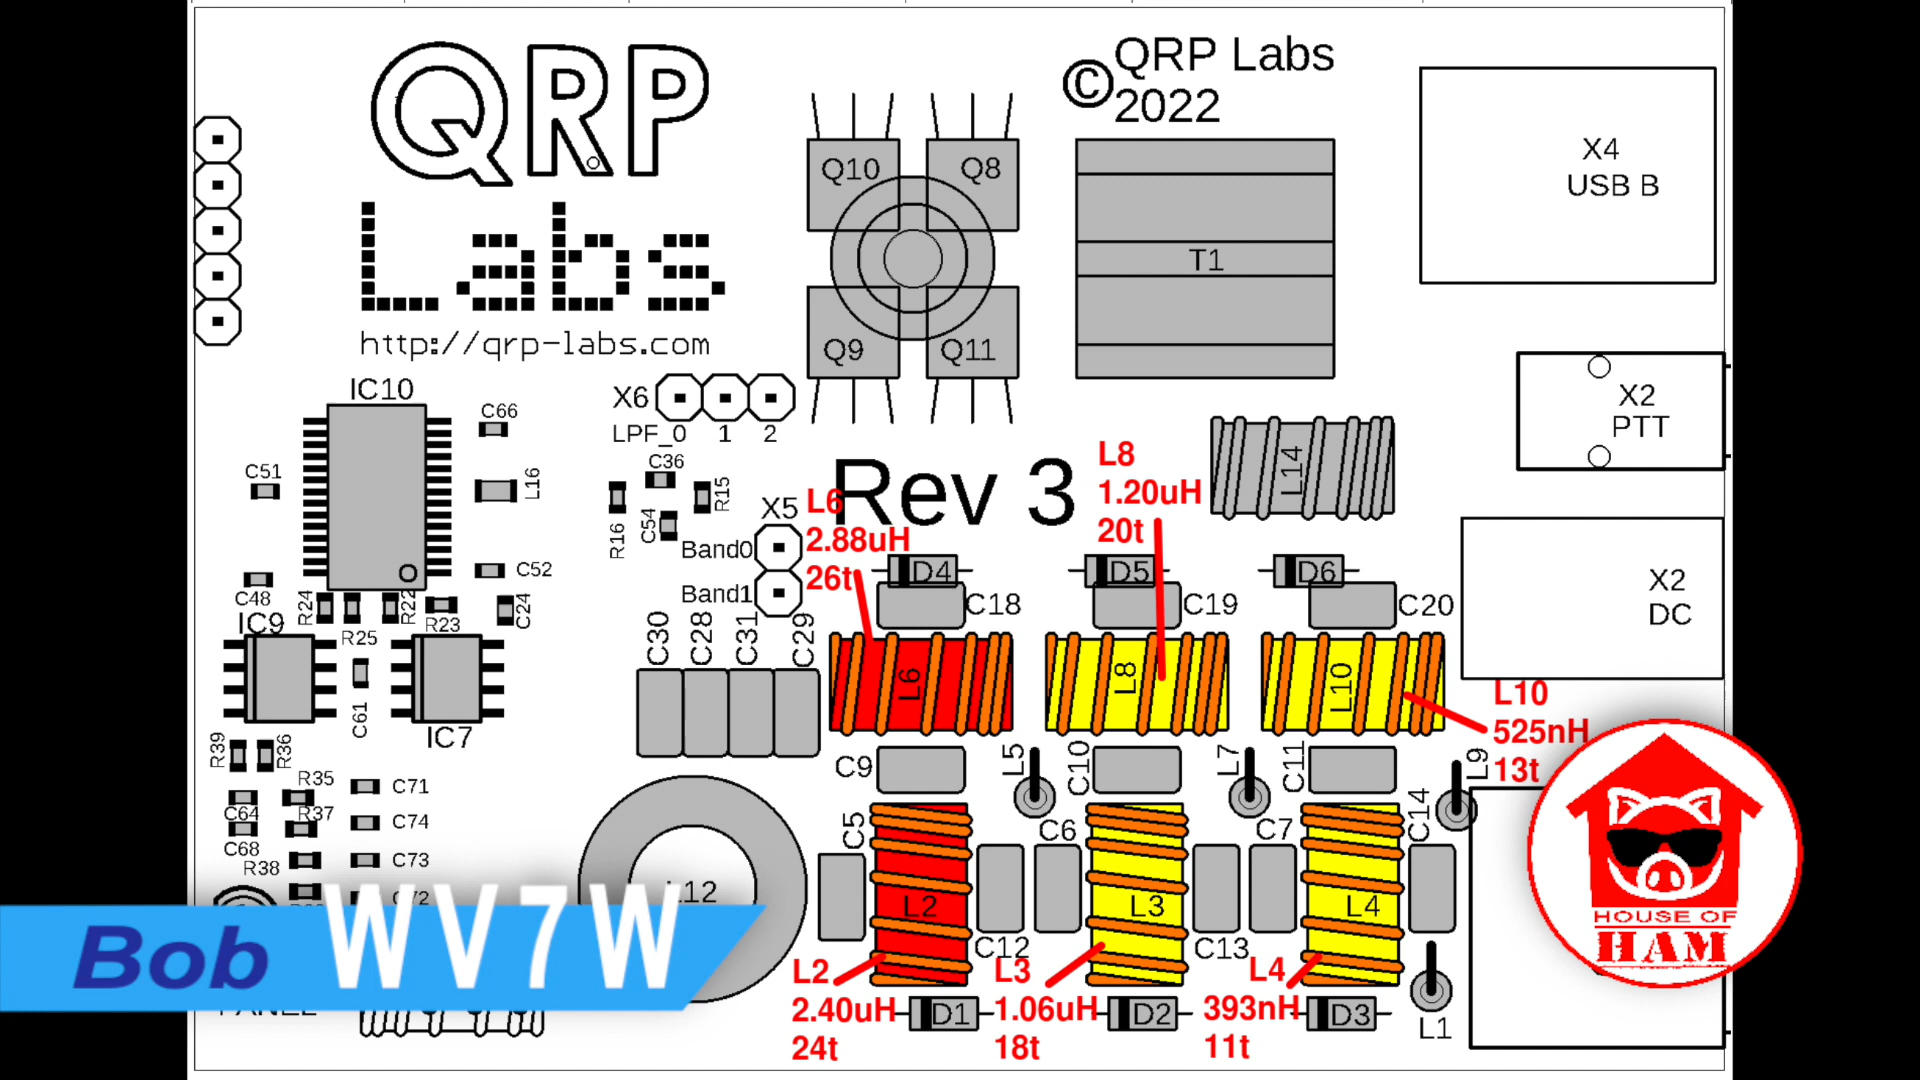 QRP
Labs
http://qrp-labs.com
© QRP Labs
2022
Q10
Q8
Q9
Q11
T1
X4
USB B
X2
PTT
X2
DC
IC10
C66
C51
L16
X6
LPF_0 1 2
C36
R16
C54
R15
Rev 3
X5
Band0
Band1
L6
2.88uH
26t
L8
1.20uH
20t
L14
D4
D5
D6
C18
C19
C20
C48
C52
R24
R25
R22
R23
C24
IC9
IC7
C61
C30
C28
C31
C29
L6
L8
L10
L10
525nH
13t
R39
R36
R35
C71
C64
R37
C74
C68
R38
C73
C72
C9
L5
C10
L7
C11
L9
C5
C6
C7
C14
L12
L2
L3
L4
C12
C13
L2
2.40uH
24t
L3
1.06uH
18t
L4
393nH
11t
D1
D2
D3
L1
HOUSE OF
HAM
Bob WV7W